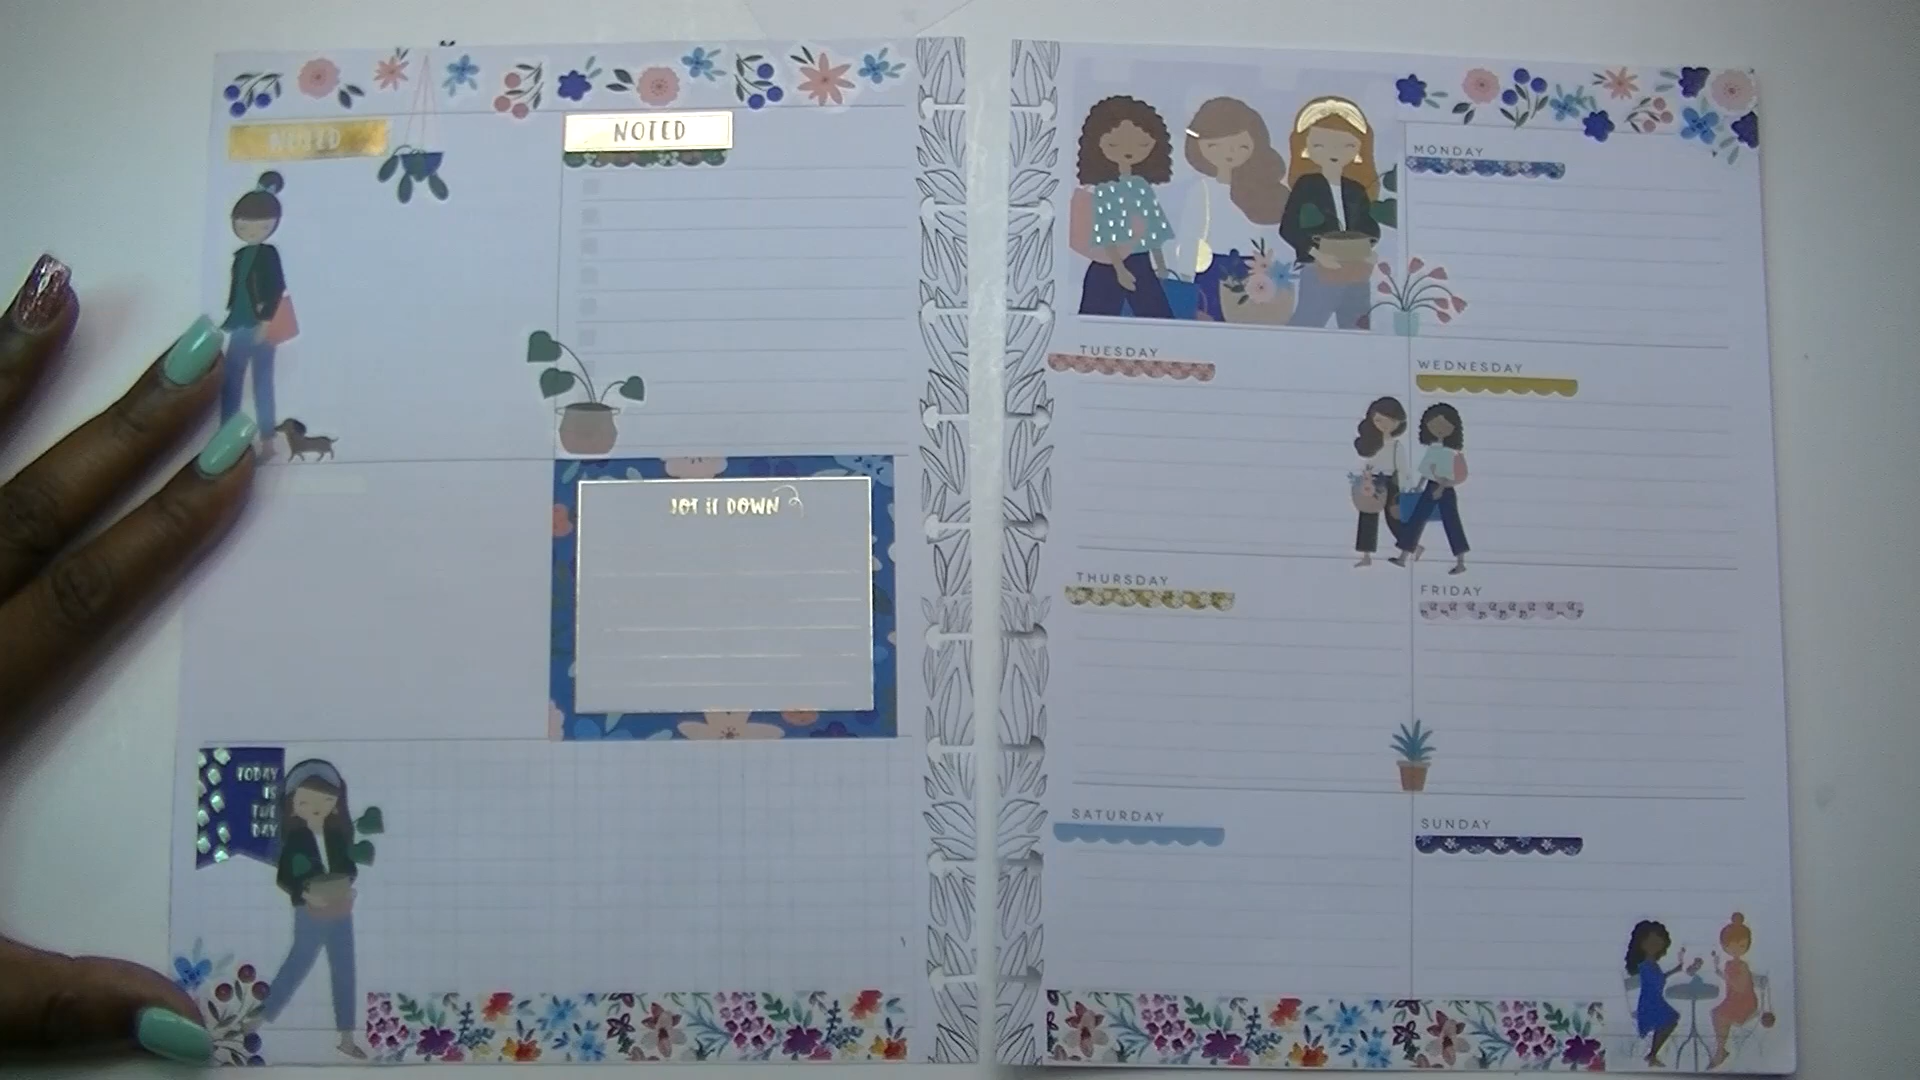 NOTED
NOTED
JOT IT DOWN
TODAY
IS
THE
DAY
MONDAY
TUESDAY
WEDNESDAY
THURSDAY
FRIDAY
SATURDAY
SUNDAY